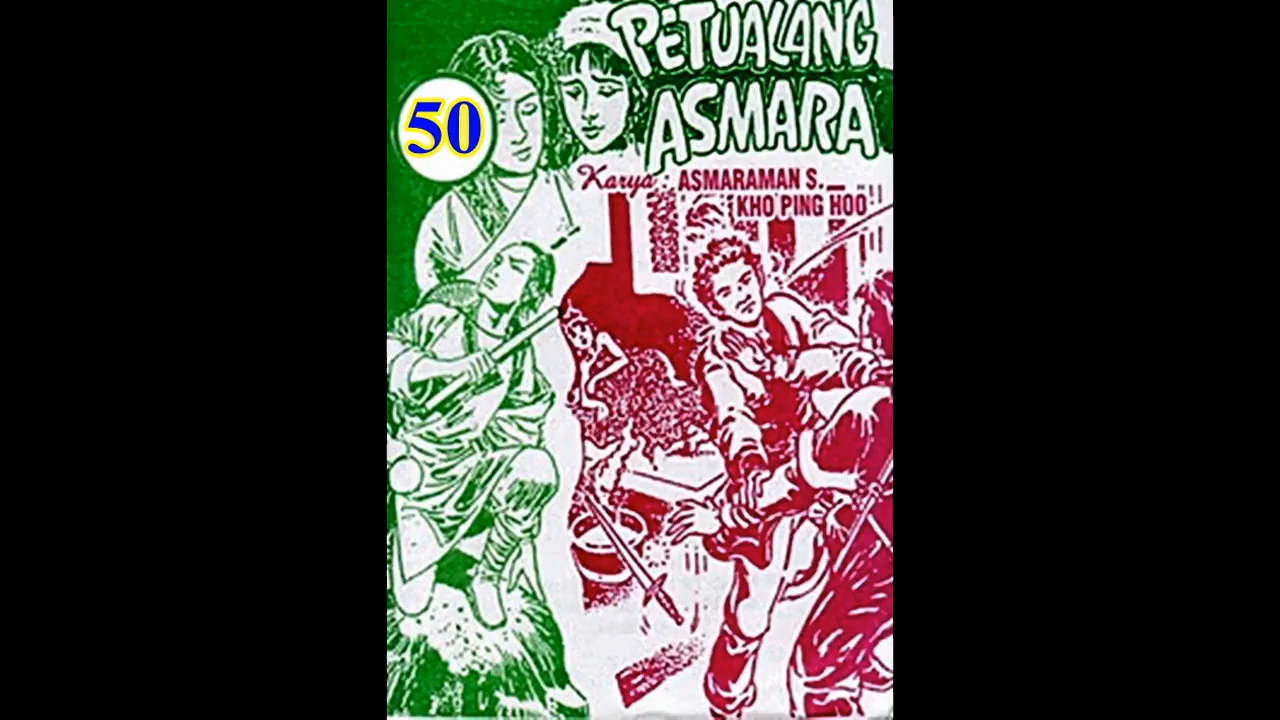 PETUALANG
ASMARA
50
Karya : ASMARAMAN S.
KHO PING HOO